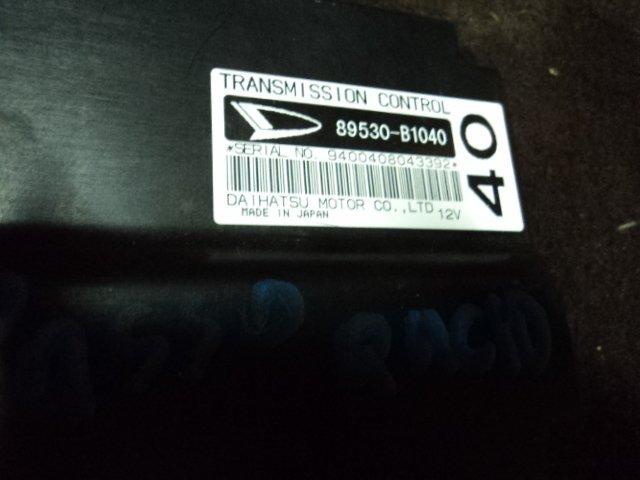 TRANSMISSION CONTROL
89530-B1040
*SERIAL NO. 9400408043392*
DAIHATSU MOTOR CO.,LTD 12V
MADE IN JAPAN
40